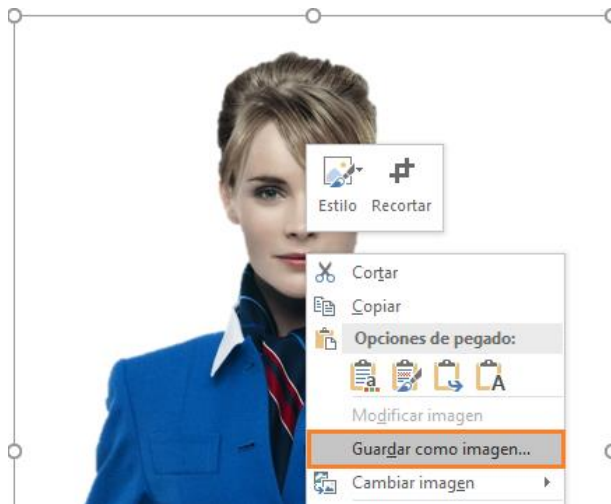 Estilo Recortar
Cortar
Copiar
Opciones de pegado:
a A
Modificar imagen
Guardar como imagen...
Cambiar imagen